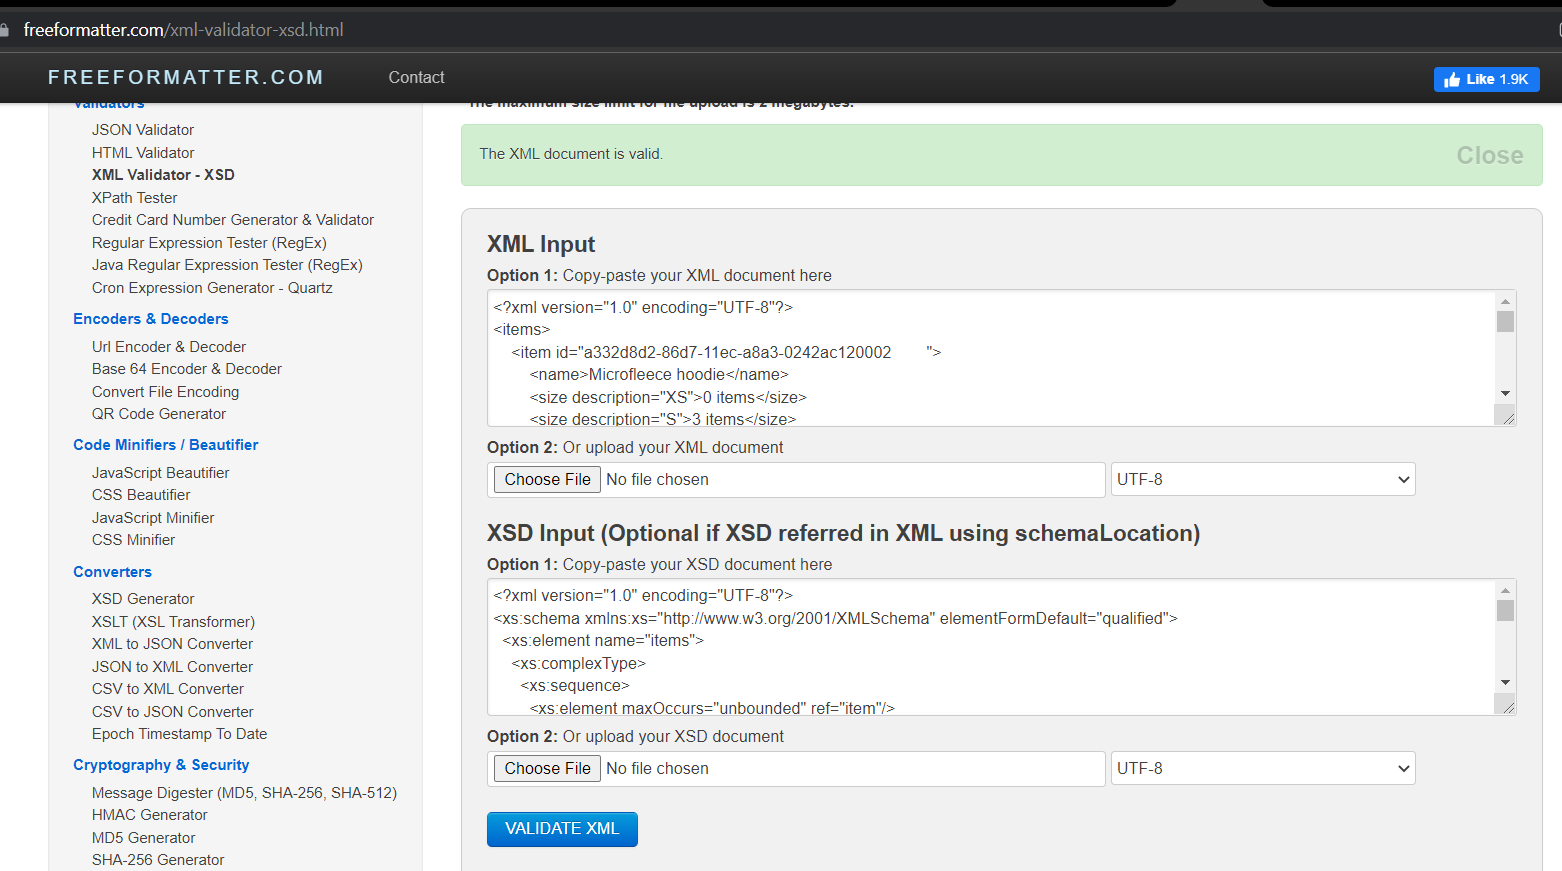 freeformatter.com/xml-validator-xsd.html
FREEFORMATTER.COM
Contact
Like 1.9K
Validators
JSON Validator
HTML Validator
XML Validator - XSD
XPath Tester
Credit Card Number Generator & Validator
Regular Expression Tester (RegEx)
Java Regular Expression Tester (RegEx)
Cron Expression Generator - Quartz
Encoders & Decoders
Url Encoder & Decoder
Base 64 Encoder & Decoder
Convert File Encoding
QR Code Generator
Code Minifiers / Beautifier
JavaScript Beautifier
CSS Beautifier
JavaScript Minifier
CSS Minifier
Converters
XSD Generator
XSLT (XSL Transformer)
XML to JSON Converter
JSON to XML Converter
CSV to XML Converter
CSV to JSON Converter
Epoch Timestamp To Date
Cryptography & Security
Message Digester (MD5, SHA-256, SHA-512)
HMAC Generator
MD5 Generator
SHA-256 Generator
The maximum size limit for file upload is 2 megabytes.
The XML document is valid.
Close
XML Input
Option 1: Copy-paste your XML document here
<?xml version="1.0" encoding="UTF-8"?>
<items>
<item id="a332d8d2-86d7-11ec-a8a3-0242ac120002        ">
<name>Microfleece hoodie</name>
<size description="XS">0 items</size>
<size description="S">3 items</size>
Option 2: Or upload your XML document
Choose File No file chosen
UTF-8
XSD Input (Optional if XSD referred in XML using schemaLocation)
Option 1: Copy-paste your XSD document here
<?xml version="1.0" encoding="UTF-8"?>
<xs:schema xmlns:xs="http://www.w3.org/2001/XMLSchema" elementFormDefault="qualified">
<xs:element name="items">
<xs:complexType>
<xs:sequence>
<xs:element maxOccurs="unbounded" ref="item"/>
Option 2: Or upload your XSD document
Choose File No file chosen
UTF-8
VALIDATE XML